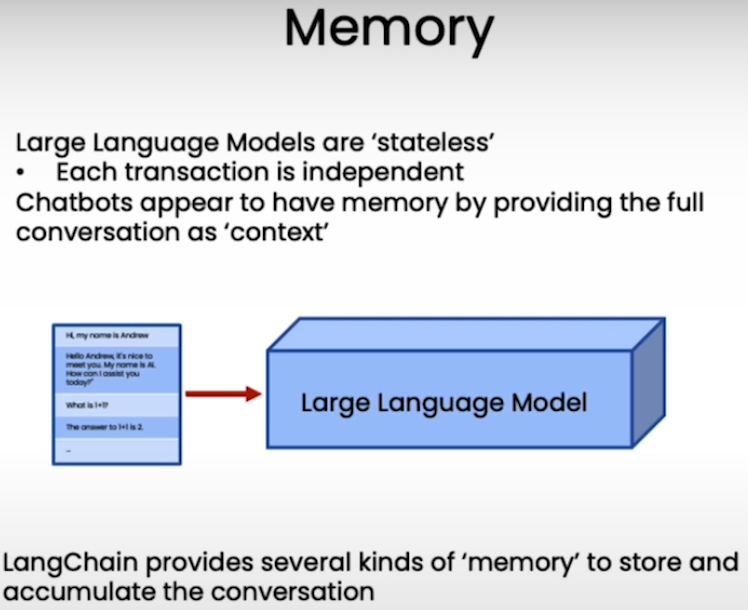 Memory
Large Language Models are ‘stateless’
• Each transaction is independent
Chatbots appear to have memory by providing the full
conversation as ‘context’
Hi, my name is Andrew
Hello Andrew, it's nice to
meet you. My name is AI.
How can I assist you
today?"
What is 1+1?
The answer to 1+1 is 2.
...
Large Language Model
LangChain provides several kinds of ‘memory’ to store and
accumulate the conversation